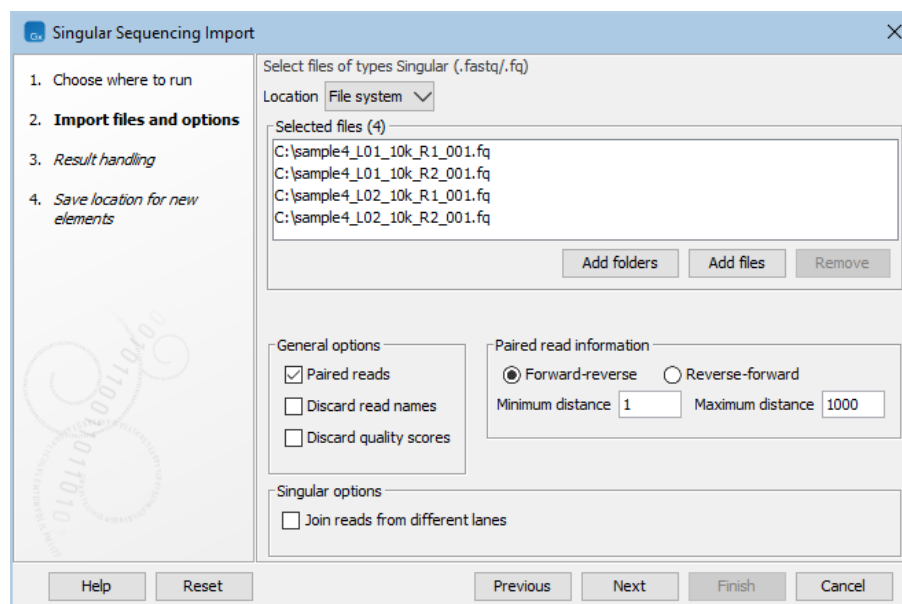 Gx Singular Sequencing Import
1. Choose where to run
2. Import files and options
3. Result handling
4. Save location for new
elements
Select files of types Singular (.fastq/.fq)
Location File system
Selected files (4)
C:\sample4_L01_10k_R1_001.fq
C:\sample4_L01_10k_R2_001.fq
C:\sample4_L02_10k_R1_001.fq
C:\sample4_L02_10k_R2_001.fq
Add folders Add files Remove
General options
Paired reads
Discard read names
Discard quality scores
Paired read information
Forward-reverse Reverse-forward
Minimum distance 1 Maximum distance 1000
Singular options
Join reads from different lanes
Help Reset Previous Next Finish Cancel